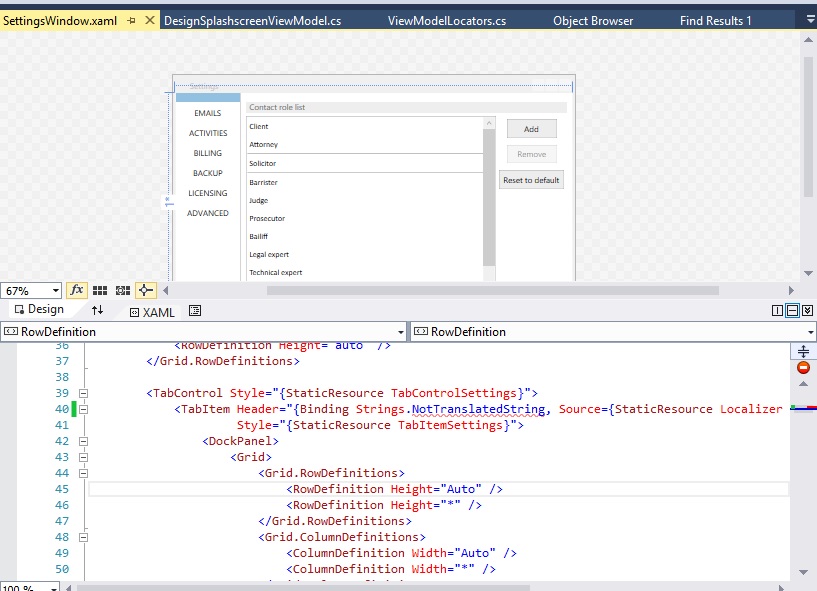 SettingsWindow.xaml DesignSplashscreenViewModel.cs ViewModelLocators.cs Object Browser Find Results 1
Settings
Contact role list
EMAILS
ACTIVITIES
BILLING
BACKUP
LICENSING
ADVANCED
Client
Attorney
Solicitor
Barrister
Judge
Prosecutor
Bailiff
Legal expert
Technical expert
Add
Remove
Reset to default
1*
67% fx
Design XAML
RowDefinition RowDefinition
36 <RowDefinition Height="auto" />
37 </Grid.RowDefinitions>
38
39 <TabControl Style="{StaticResource TabControlSettings}">
40 <TabItem Header="{Binding Strings.NotTranslatedString, Source={StaticResource Localizer
41 Style="{StaticResource TabItemSettings}">
42 <DockPanel>
43 <Grid>
44 <Grid.RowDefinitions>
45 <RowDefinition Height="Auto" />
46 <RowDefinition Height="*" />
47 </Grid.RowDefinitions>
48 <Grid.ColumnDefinitions>
49 <ColumnDefinition Width="Auto" />
50 <ColumnDefinition Width="*" />
100 %